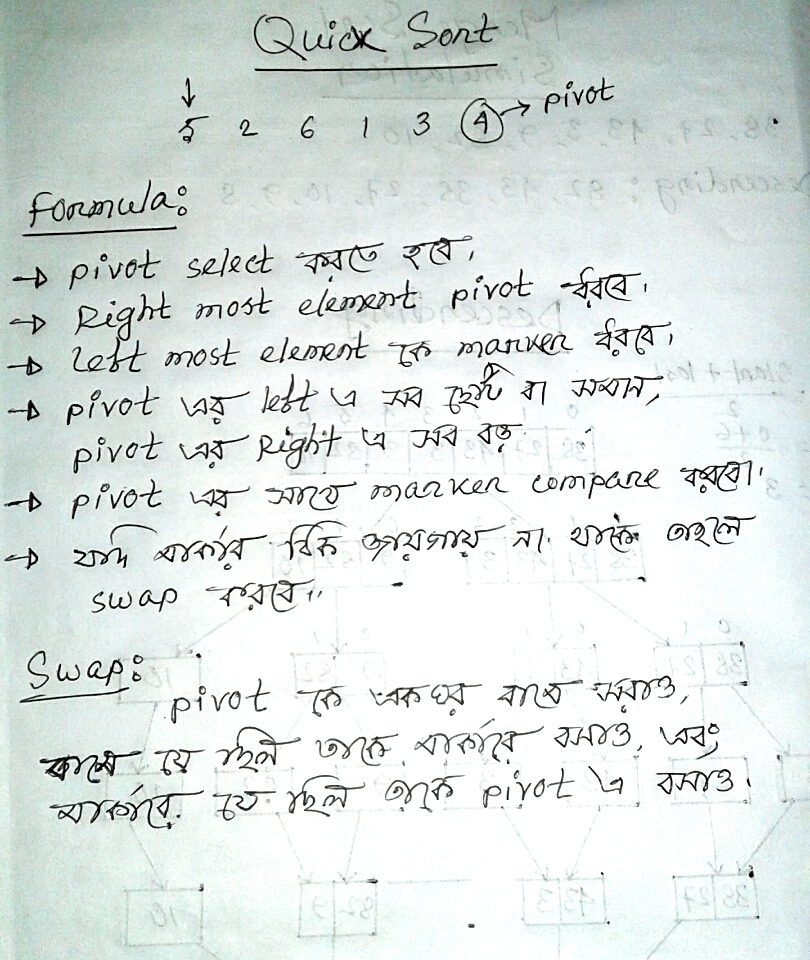 Quick Sort
5 2 6 1 3 4 → pivot
Formula:
→ pivot select করতে হবে,
→ Right most element pivot ধরবে।
→ left most element কে marker ধরবে,
→ pivot এর left এ সব ছোট বা সমান,
pivot এর Right এ সব বড়
→ pivot এর সাথে marker compare করবো।
→ যদি মার্কার ঠিক জায়গায় না থাকে তাহলে
swap করবে।
Swap:
pivot কে একঘর বামে সরাও,
বামে যে ছিল তাকে মার্কারে বসাও, এবং
মার্কারে যে ছিল তাকে pivot এ বসাও।